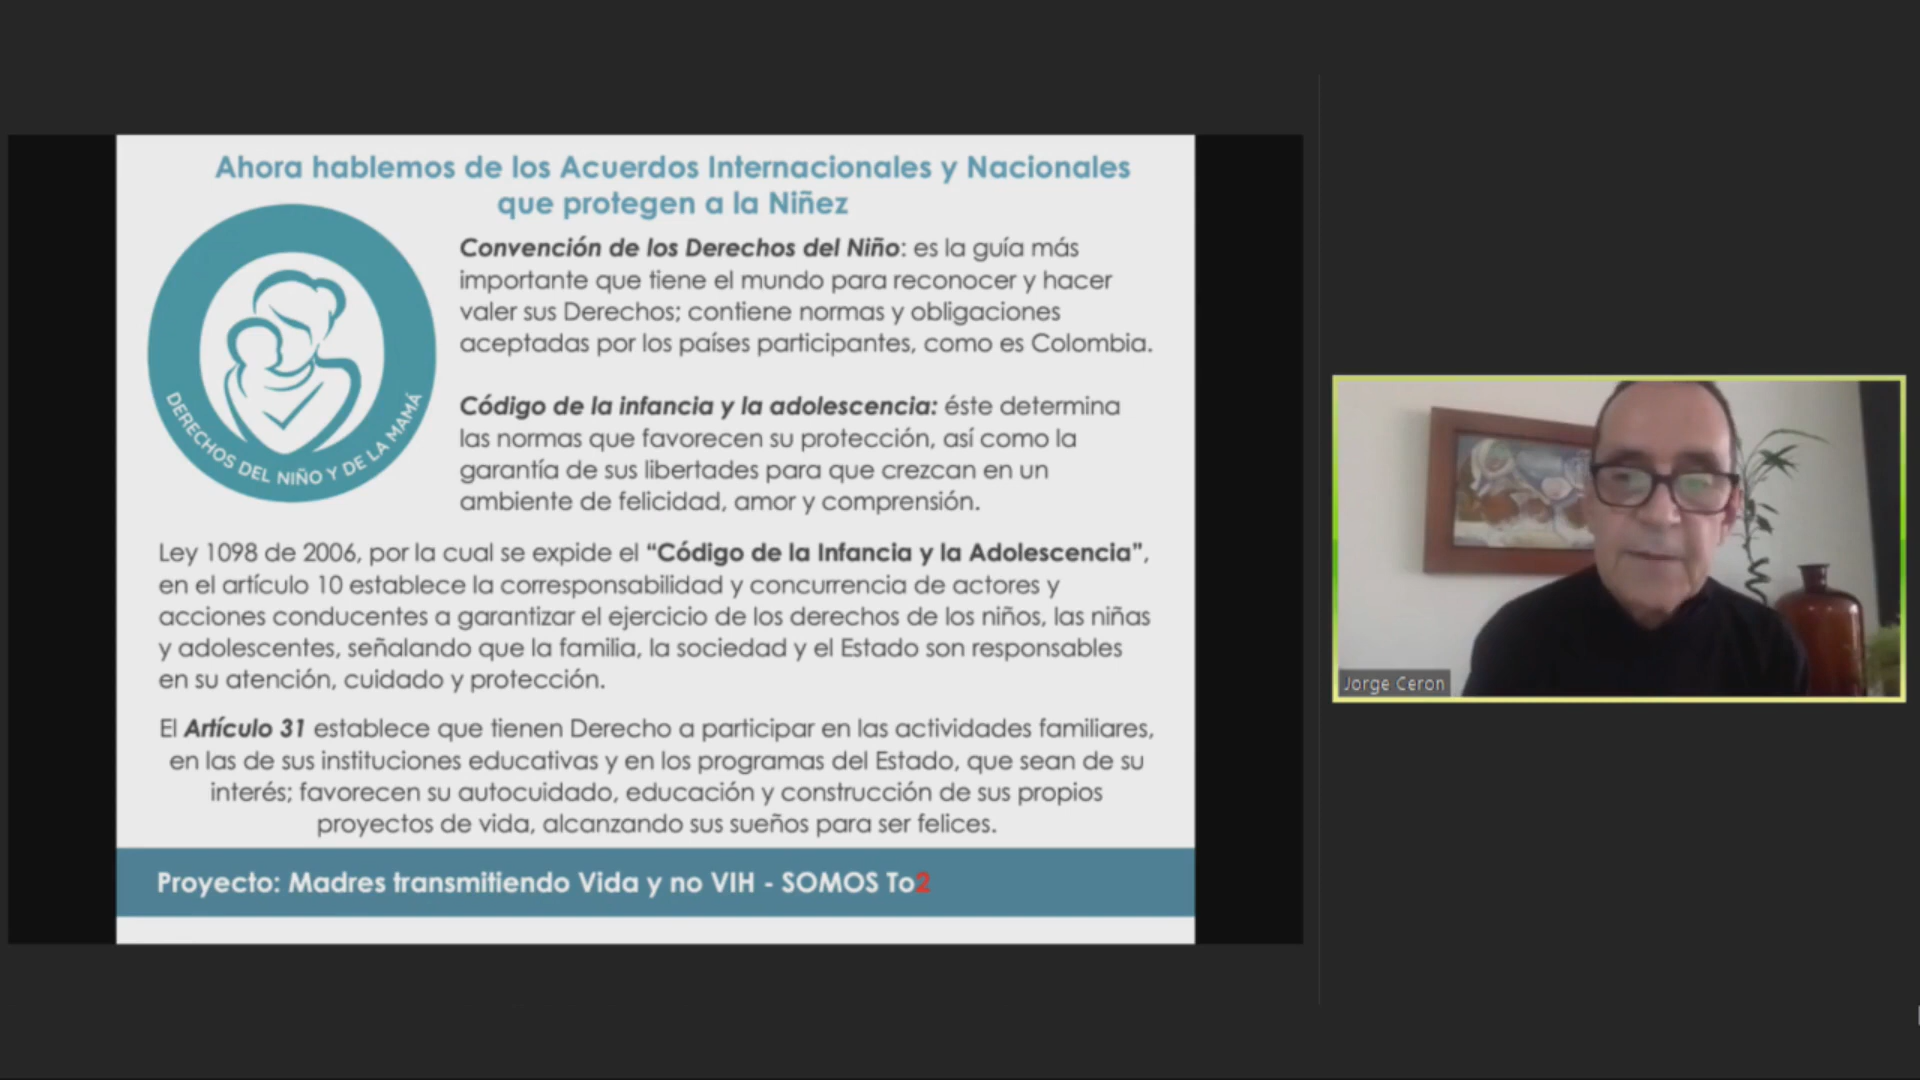 Ahora hablemos de los Acuerdos Internacionales y Nacionales
que protegen a la Niñez
DERECHOS DEL NIÑO Y DE LA MAMÁ
Convención de los Derechos del Niño: es la guía más
importante que tiene el mundo para reconocer y hacer
valer sus Derechos; contiene normas y obligaciones
aceptadas por los países participantes, como es Colombia.
Código de la infancia y la adolescencia: éste determina
las normas que favorecen su protección, así como la
garantía de sus libertades para que crezcan en un
ambiente de felicidad, amor y comprensión.
Ley 1098 de 2006, por la cual se expide el “Código de la Infancia y la Adolescencia”,
en el artículo 10 establece la corresponsabilidad y concurrencia de actores y
acciones conducentes a garantizar el ejercicio de los derechos de los niños, las niñas
y adolescentes, señalando que la familia, la sociedad y el Estado son responsables
en su atención, cuidado y protección.
El Artículo 31 establece que tienen Derecho a participar en las actividades familiares,
en las de sus instituciones educativas y en los programas del Estado, que sean de su
interés; favorecen su autocuidado, educación y construcción de sus propios
proyectos de vida, alcanzando sus sueños para ser felices.
Proyecto: Madres transmitiendo Vida y no VIH - SOMOS To2
Jorge Ceron